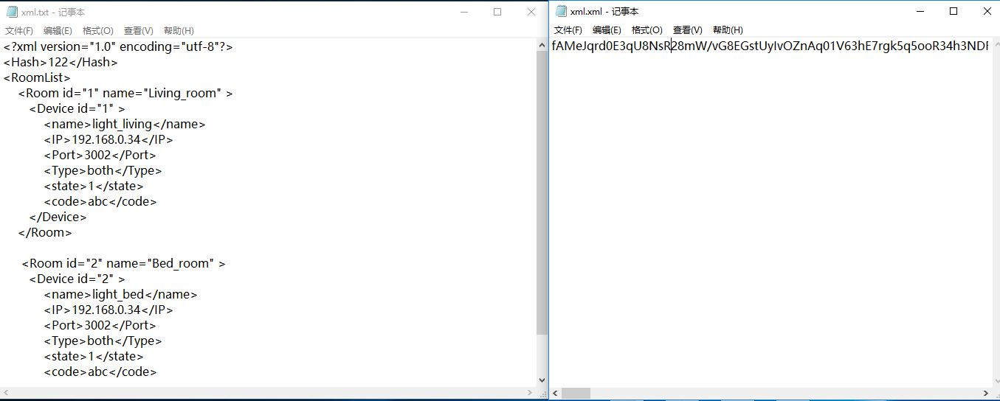 xml.txt - 记事本
文件(F) 编辑(E) 格式(O) 查看(V) 帮助(H)
<?xml version="1.0" encoding="utf-8"?>
<Hash>122</Hash>
<RoomList>
<Room id="1" name="Living_room" >
<Device id="1" >
<name>light_living</name>
<IP>192.168.0.34</IP>
<Port>3002</Port>
<Type>both</Type>
<state>1</state>
<code>abc</code>
</Device>
</Room>
<Room id="2" name="Bed_room" >
<Device id="2" >
<name>light_bed</name>
<IP>192.168.0.34</IP>
<Port>3002</Port>
<Type>both</Type>
<state>1</state>
<code>abc</code>
xml.xml - 记事本
文件(F) 编辑(E) 格式(O) 查看(V) 帮助(H)
fAMeJqrd0E3qU8NsR28mW/vG8EGstUyIvOZnAq01V63hE7rgk5q5ooR34h3NDF